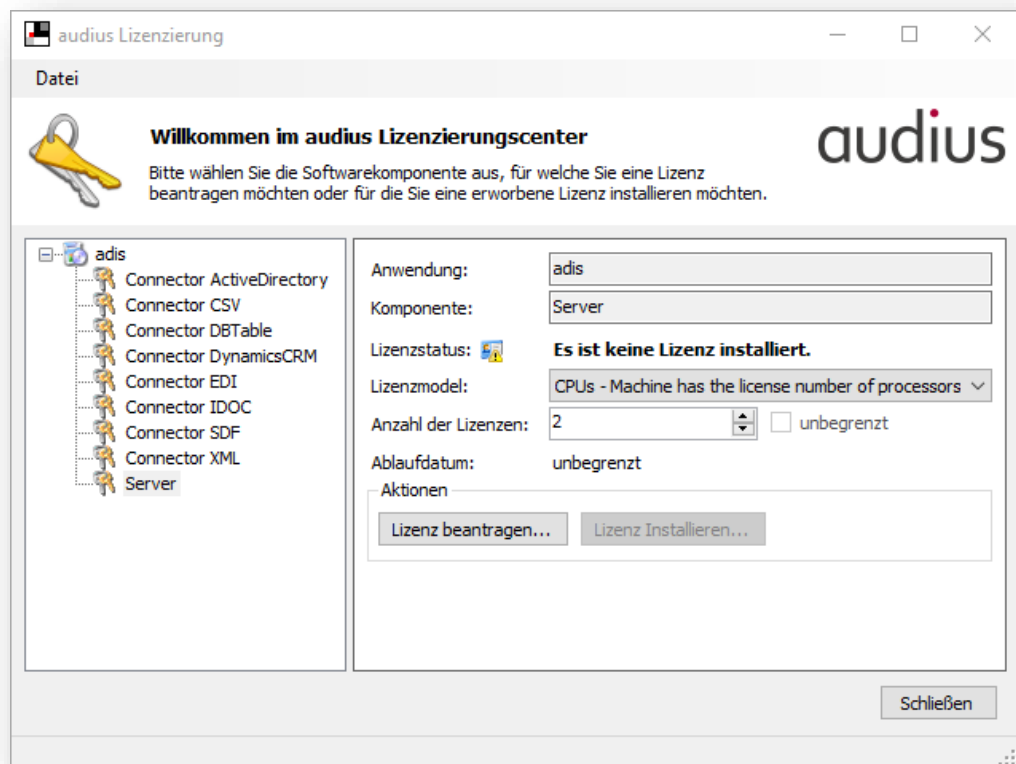 audius Lizenzierung
Datei
Willkommen im audius Lizenzierungscenter
Bitte wählen Sie die Softwarekomponente aus, für welche Sie eine Lizenz
beantragen möchten oder für die Sie eine erworbene Lizenz installieren möchten.
audius
adis
Connector ActiveDirectory
Connector CSV
Connector DBTable
Connector DynamicsCRM
Connector EDI
Connector IDOC
Connector SDF
Connector XML
Server
Anwendung: adis
Komponente: Server
Lizenzstatus: Es ist keine Lizenz installiert.
Lizenzmodel: CPUs - Machine has the license number of processors
Anzahl der Lizenzen: 2 unbegrenzt
Ablaufdatum: unbegrenzt
Aktionen
Lizenz beantragen... Lizenz Installieren...
Schließen